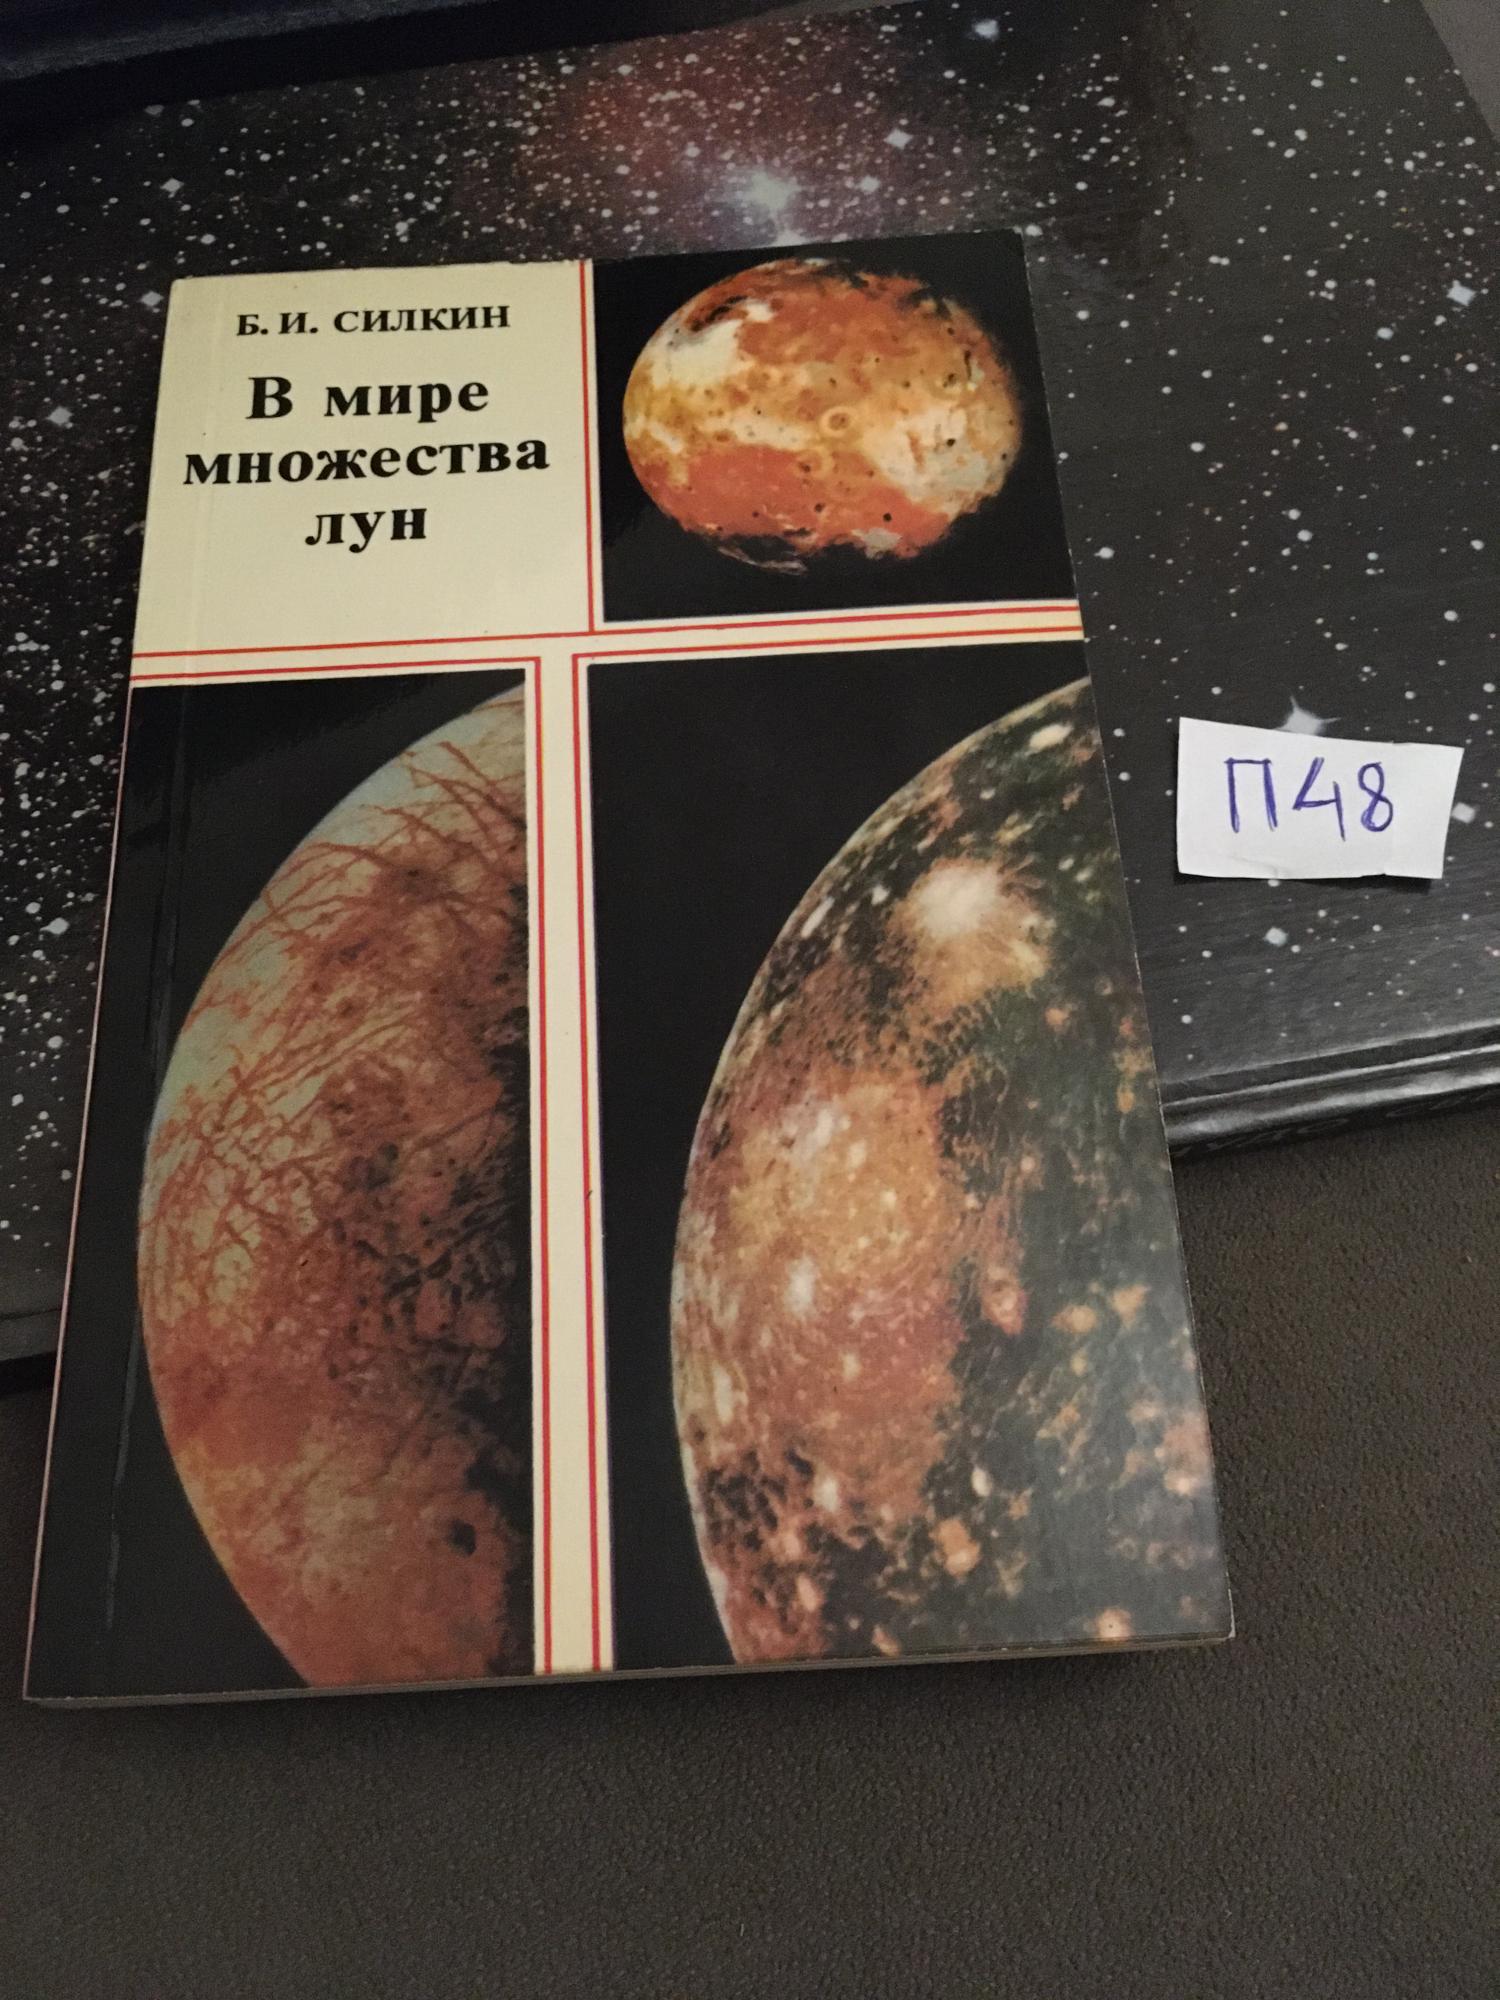 Б. И. СИЛКИН
В мире
множества
лун
П48